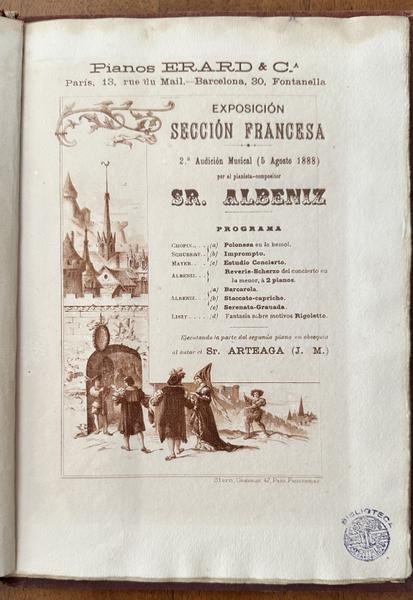 Pianos ERARD & C.ᴬ
París, 13, rue du Mail.—Barcelona, 30, Fontanella
EXPOSICIÓN
SECCIÓN FRANCESA
2.ª Audición Musical (5 Agosto 1888)
por el pianista-compositor
SR. ALBENIZ
PROGRAMA
CHOPIN... (a) Polonesa en la bemol.
SCHUBERT.. (b) Impromptu.
MAYER... (c) Estudio Concierto.
ALBENIZ.. Reverie-Scherzo del concierto en
la menor, á 2 pianos.
(a) Barcarola.
ALBENIZ.. (b) Staccato-capricho.
(c) Serenata-Granada.
LISZT.... (d) Fantasía sobre motivos Rigoletto.
Ejecutando la parte del segundo piano en obsequio
al autor el Sr. ARTEAGA (J. M.)
BIBLIOTECA